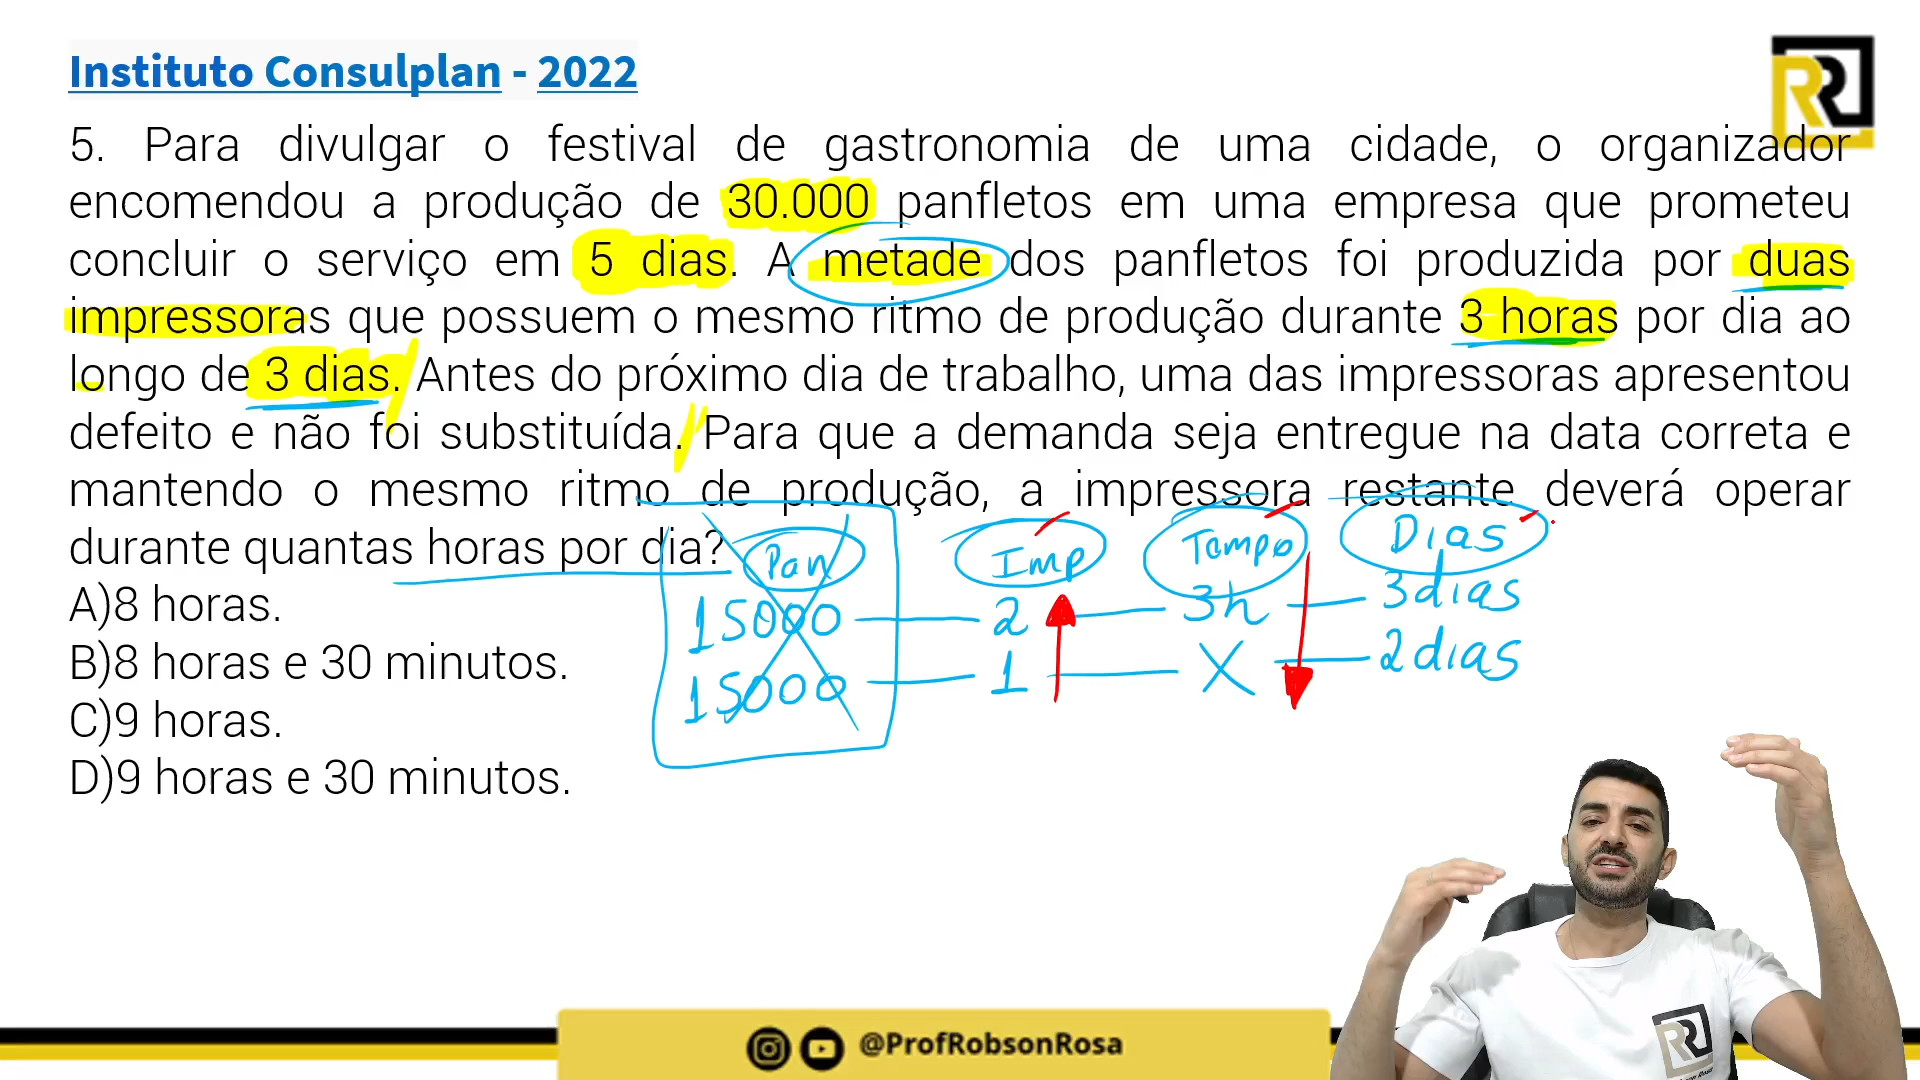 Instituto Consulplan - 2022
5. Para divulgar o festival de gastronomia de uma cidade, o organizador
encomendou a produção de 30.000 panfletos em uma empresa que prometeu
concluir o serviço em 5 dias. A metade dos panfletos foi produzida por duas
impressoras que possuem o mesmo ritmo de produção durante 3 horas por dia ao
longo de 3 dias. Antes do próximo dia de trabalho, uma das impressoras apresentou
defeito e não foi substituída. Para que a demanda seja entregue na data correta e
mantendo o mesmo ritmo de produção, a impressora restante deverá operar
durante quantas horas por dia?
Pan Imp Tempo Dias
15000 2 3h 3dias
15000 1 X 2dias
A)8 horas.
B)8 horas e 30 minutos.
C)9 horas.
D)9 horas e 30 minutos.
@ProfRobsonRosa